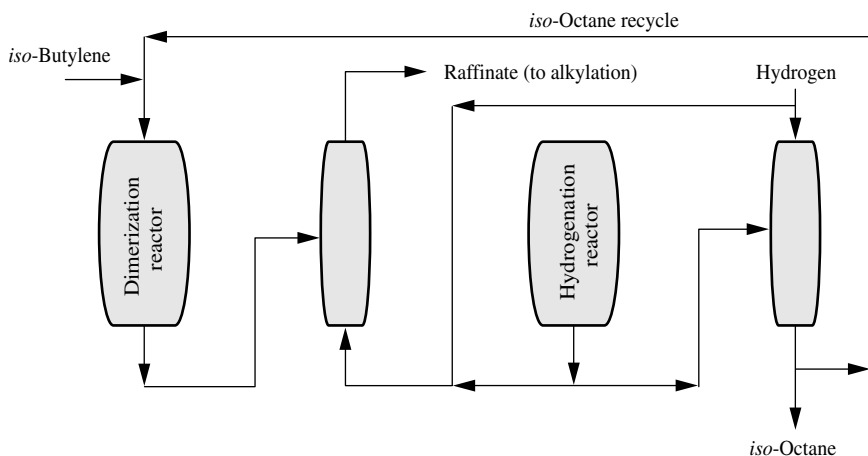 iso-Octane recycle
iso-Butylene
Raffinate (to alkylation)
Hydrogen
Dimerization
reactor
Hydrogenation
reactor
iso-Octane